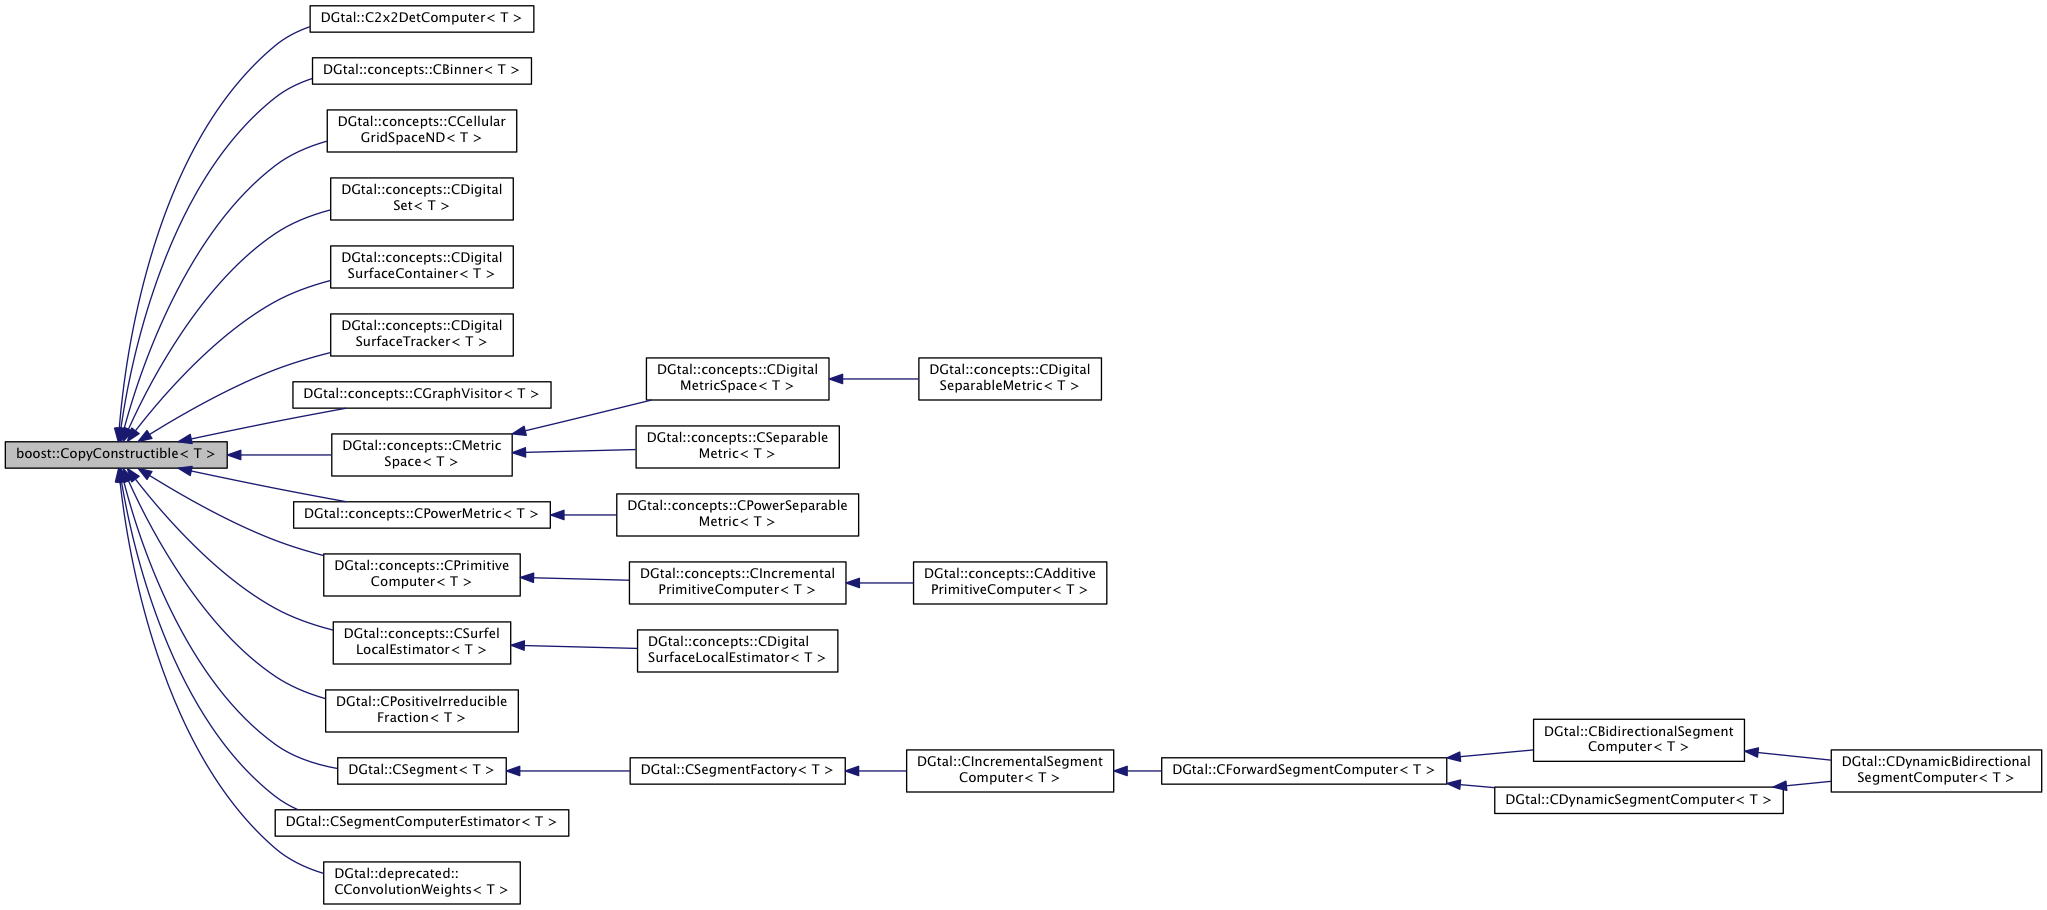 DGtal::C2x2DetComputer< T >
DGtal::concepts::CBinner< T >
DGtal::concepts::CCellular
GridSpaceND< T >
DGtal::concepts::CDigital
Set< T >
DGtal::concepts::CDigital
SurfaceContainer< T >
DGtal::concepts::CDigital
SurfaceTracker< T >
DGtal::concepts::CGraphVisitor< T >
boost::CopyConstructible< T >
DGtal::concepts::CMetric
Space< T >
DGtal::concepts::CDigital
MetricSpace< T >
DGtal::concepts::CDigital
SeparableMetric< T >
DGtal::concepts::CSeparable
Metric< T >
DGtal::concepts::CPowerMetric< T >
DGtal::concepts::CPowerSeparable
Metric< T >
DGtal::concepts::CPrimitive
Computer< T >
DGtal::concepts::CIncremental
PrimitiveComputer< T >
DGtal::concepts::CAdditive
PrimitiveComputer< T >
DGtal::concepts::CSurfel
LocalEstimator< T >
DGtal::concepts::CDigital
SurfaceLocalEstimator< T >
DGtal::CPositiveIrreducible
Fraction< T >
DGtal::CSegment< T >
DGtal::CSegmentFactory< T >
DGtal::CIncrementalSegment
Computer< T >
DGtal::CForwardSegmentComputer< T >
DGtal::CBidirectionalSegment
Computer< T >
DGtal::CDynamicSegmentComputer< T >
DGtal::CDynamicBidirectional
SegmentComputer< T >
DGtal::CSegmentComputerEstimator< T >
DGtal::deprecated::
CConvolutionWeights< T >